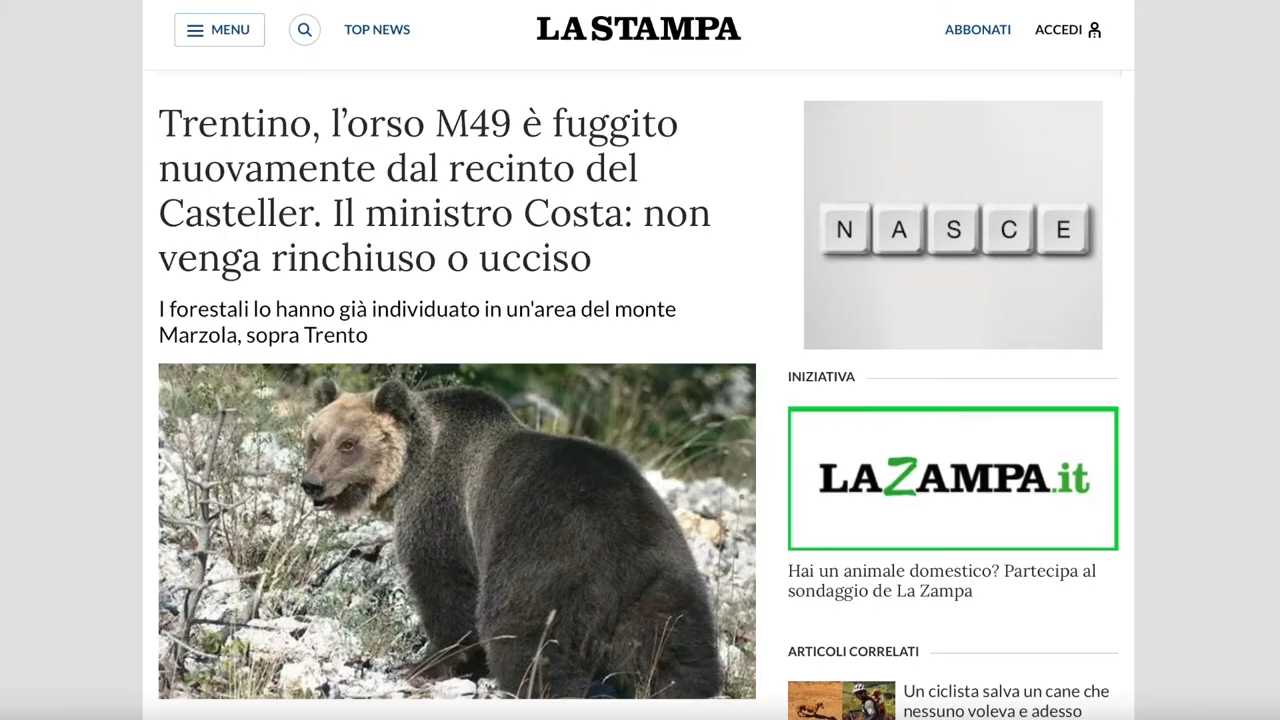 MENU
TOP NEWS
LA STAMPA
ABBONATI
ACCEDI
Trentino, l’orso M49 è fuggito
nuovamente dal recinto del
Casteller. Il ministro Costa: non
venga rinchiuso o ucciso
I forestali lo hanno già individuato in un'area del monte
Marzola, sopra Trento
N A S C E
INIZIATIVA
LAZAMPA.it
Hai un animale domestico? Partecipa al
sondaggio de La Zampa
ARTICOLI CORRELATI
Un ciclista salva un cane che
nessuno voleva e adesso